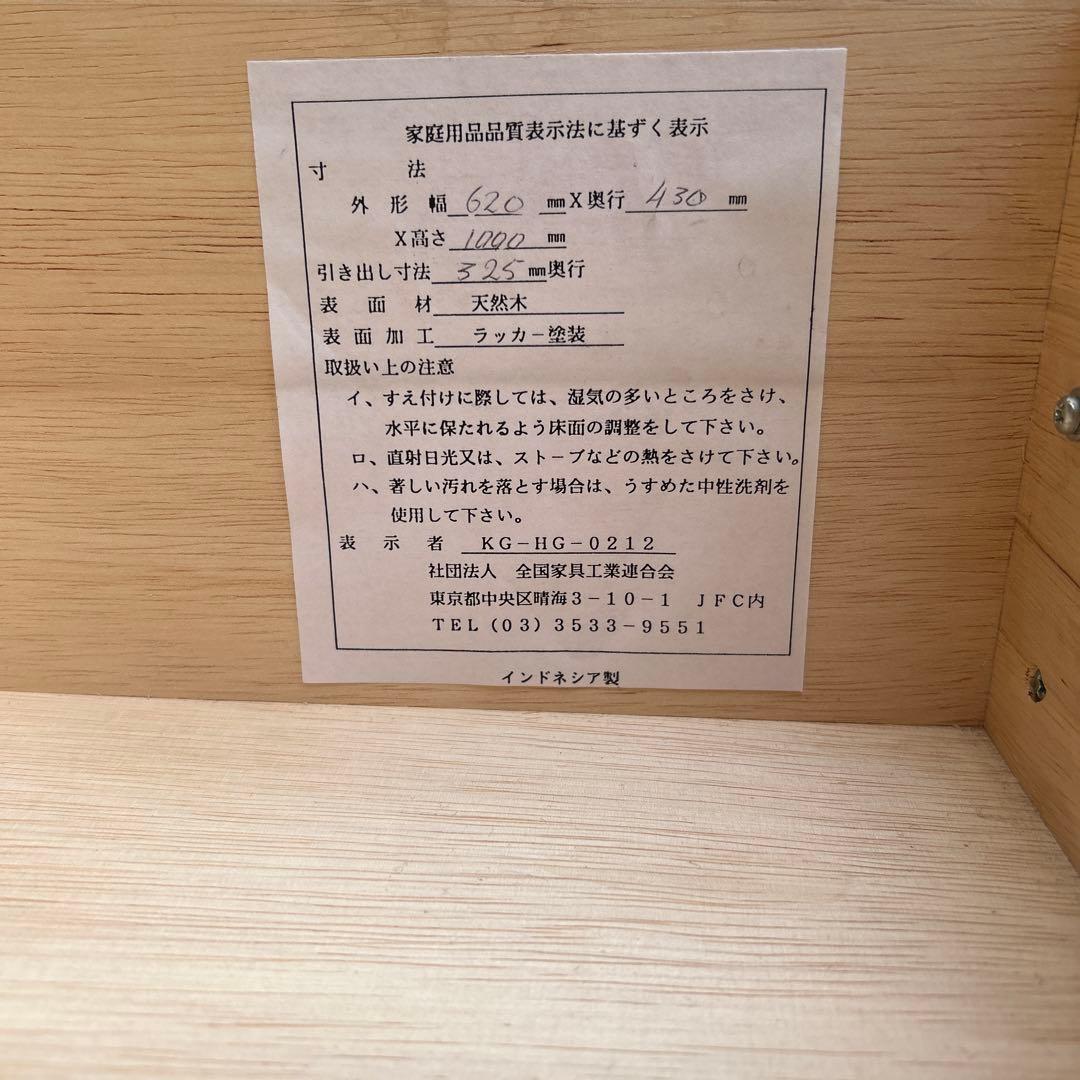 家庭用品品質表示法に基ずく表示
寸法
外形 幅 620 mm X奥行 430 mm
X高さ 1000 mm
引き出し寸法 325 mm奥行
表面材 天然木
表面加工 ラッカー塗装
取扱い上の注意
イ、すえ付けに際しては、湿気の多いところをさけ、
水平に保たれるよう床面の調整をして下さい。
ロ、直射日光又は、ストーブなどの熱をさけて下さい。
ハ、著しい汚れを落とす場合は、うすめた中性洗剤を
使用して下さい。
表示者 KG-HG-0212
社団法人 全国家具工業連合会
東京都中央区晴海3-10-1 JFC内
TEL(03)3533-9551
インドネシア製